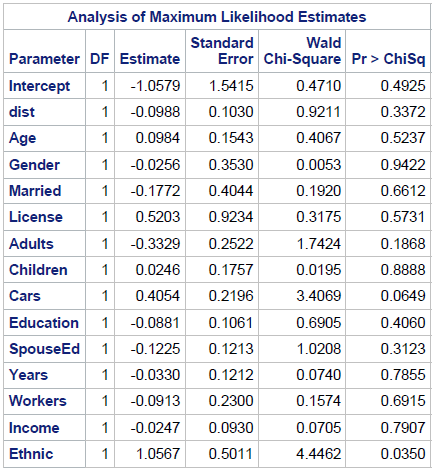 Analysis of Maximum Likelihood Estimates
Parameter DF Estimate Standard Error Wald Chi-Square Pr > ChiSq
Intercept 1 -1.0579 1.5415 0.4710 0.4925
dist 1 -0.0988 0.1030 0.9211 0.3372
Age 1 0.0984 0.1543 0.4067 0.5237
Gender 1 -0.0256 0.3530 0.0053 0.9422
Married 1 -0.1772 0.4044 0.1920 0.6612
License 1 0.5203 0.9234 0.3175 0.5731
Adults 1 -0.3329 0.2522 1.7424 0.1868
Children 1 0.0246 0.1757 0.0195 0.8888
Cars 1 0.4054 0.2196 3.4069 0.0649
Education 1 -0.0881 0.1061 0.6905 0.4060
SpouseEd 1 -0.1225 0.1213 1.0208 0.3123
Years 1 -0.0330 0.1212 0.0740 0.7855
Workers 1 -0.0913 0.2300 0.1574 0.6915
Income 1 -0.0247 0.0930 0.0705 0.7907
Ethnic 1 1.0567 0.5011 4.4462 0.0350